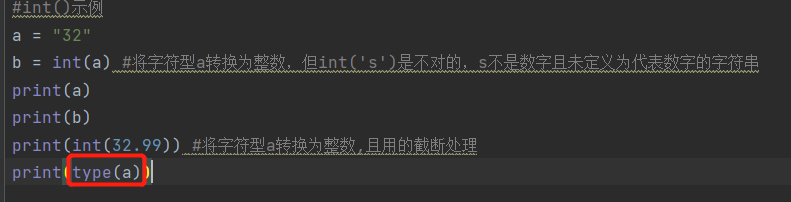 #int()示例
a = "32"
b = int(a) #将字符型a转换为整数，但int('s')是不对的，s不是数字且未定义为代表数字的字符串
print(a)
print(b)
print(int(32.99)) #将字符型a转换为整数,且用的截断处理
print(type(a))